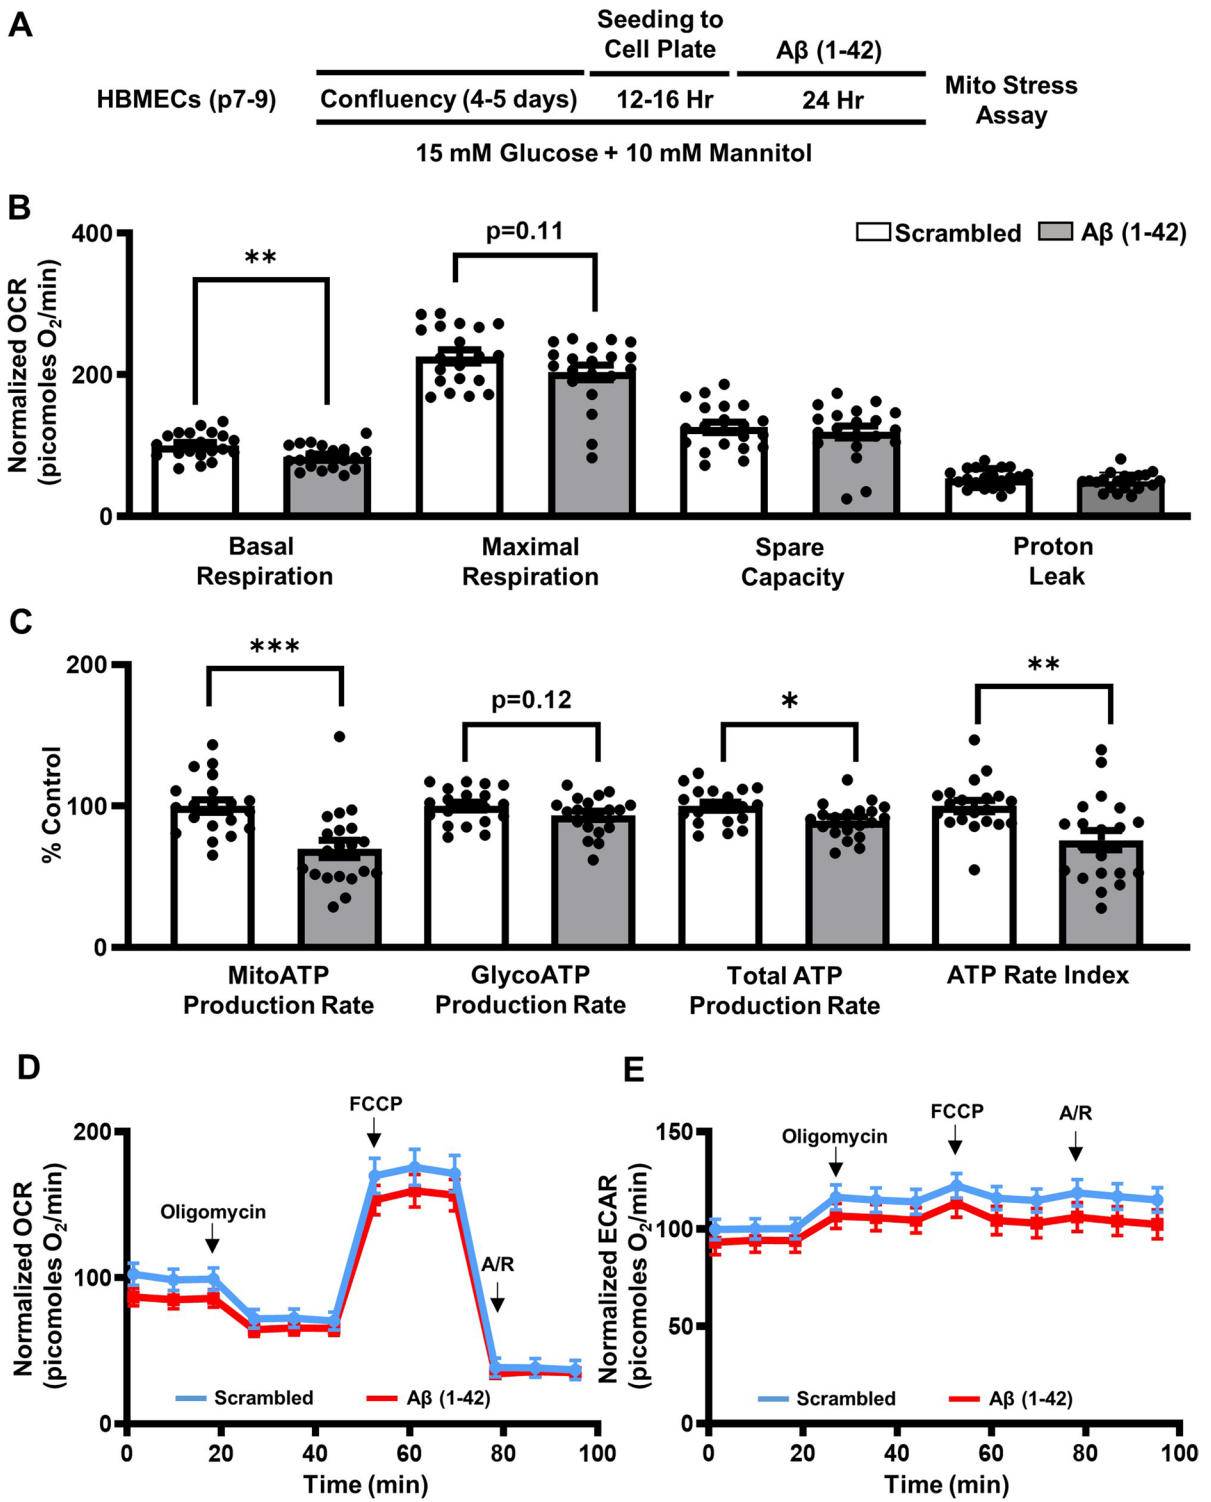 A
Seeding to
Cell Plate
Aβ (1-42)
HBMECs (p7-9)
Confluency (4-5 days)
12-16 Hr
24 Hr
Mito Stress
Assay
15 mM Glucose + 10 mM Mannitol
B
Normalized OCR
(picomoles O₂/min)
400
200
0
**
p=0.11
Scrambled
Aβ (1-42)
Basal
Respiration
Maximal
Respiration
Spare
Capacity
Proton
Leak
C
% Control
200
100
0
***
p=0.12
*
**
MitoATP
Production Rate
GlycoATP
Production Rate
Total ATP
Production Rate
ATP Rate Index
D
Normalized OCR
(picomoles O₂/min)
200
100
0
Oligomycin
FCCP
A/R
Scrambled
Aβ (1-42)
0 20 40 60 80 100
Time (min)
E
Normalized ECAR
(picomoles O₂/min)
150
100
50
0
Oligomycin
FCCP
A/R
Scrambled
Aβ (1-42)
0 20 40 60 80 100
Time (min)